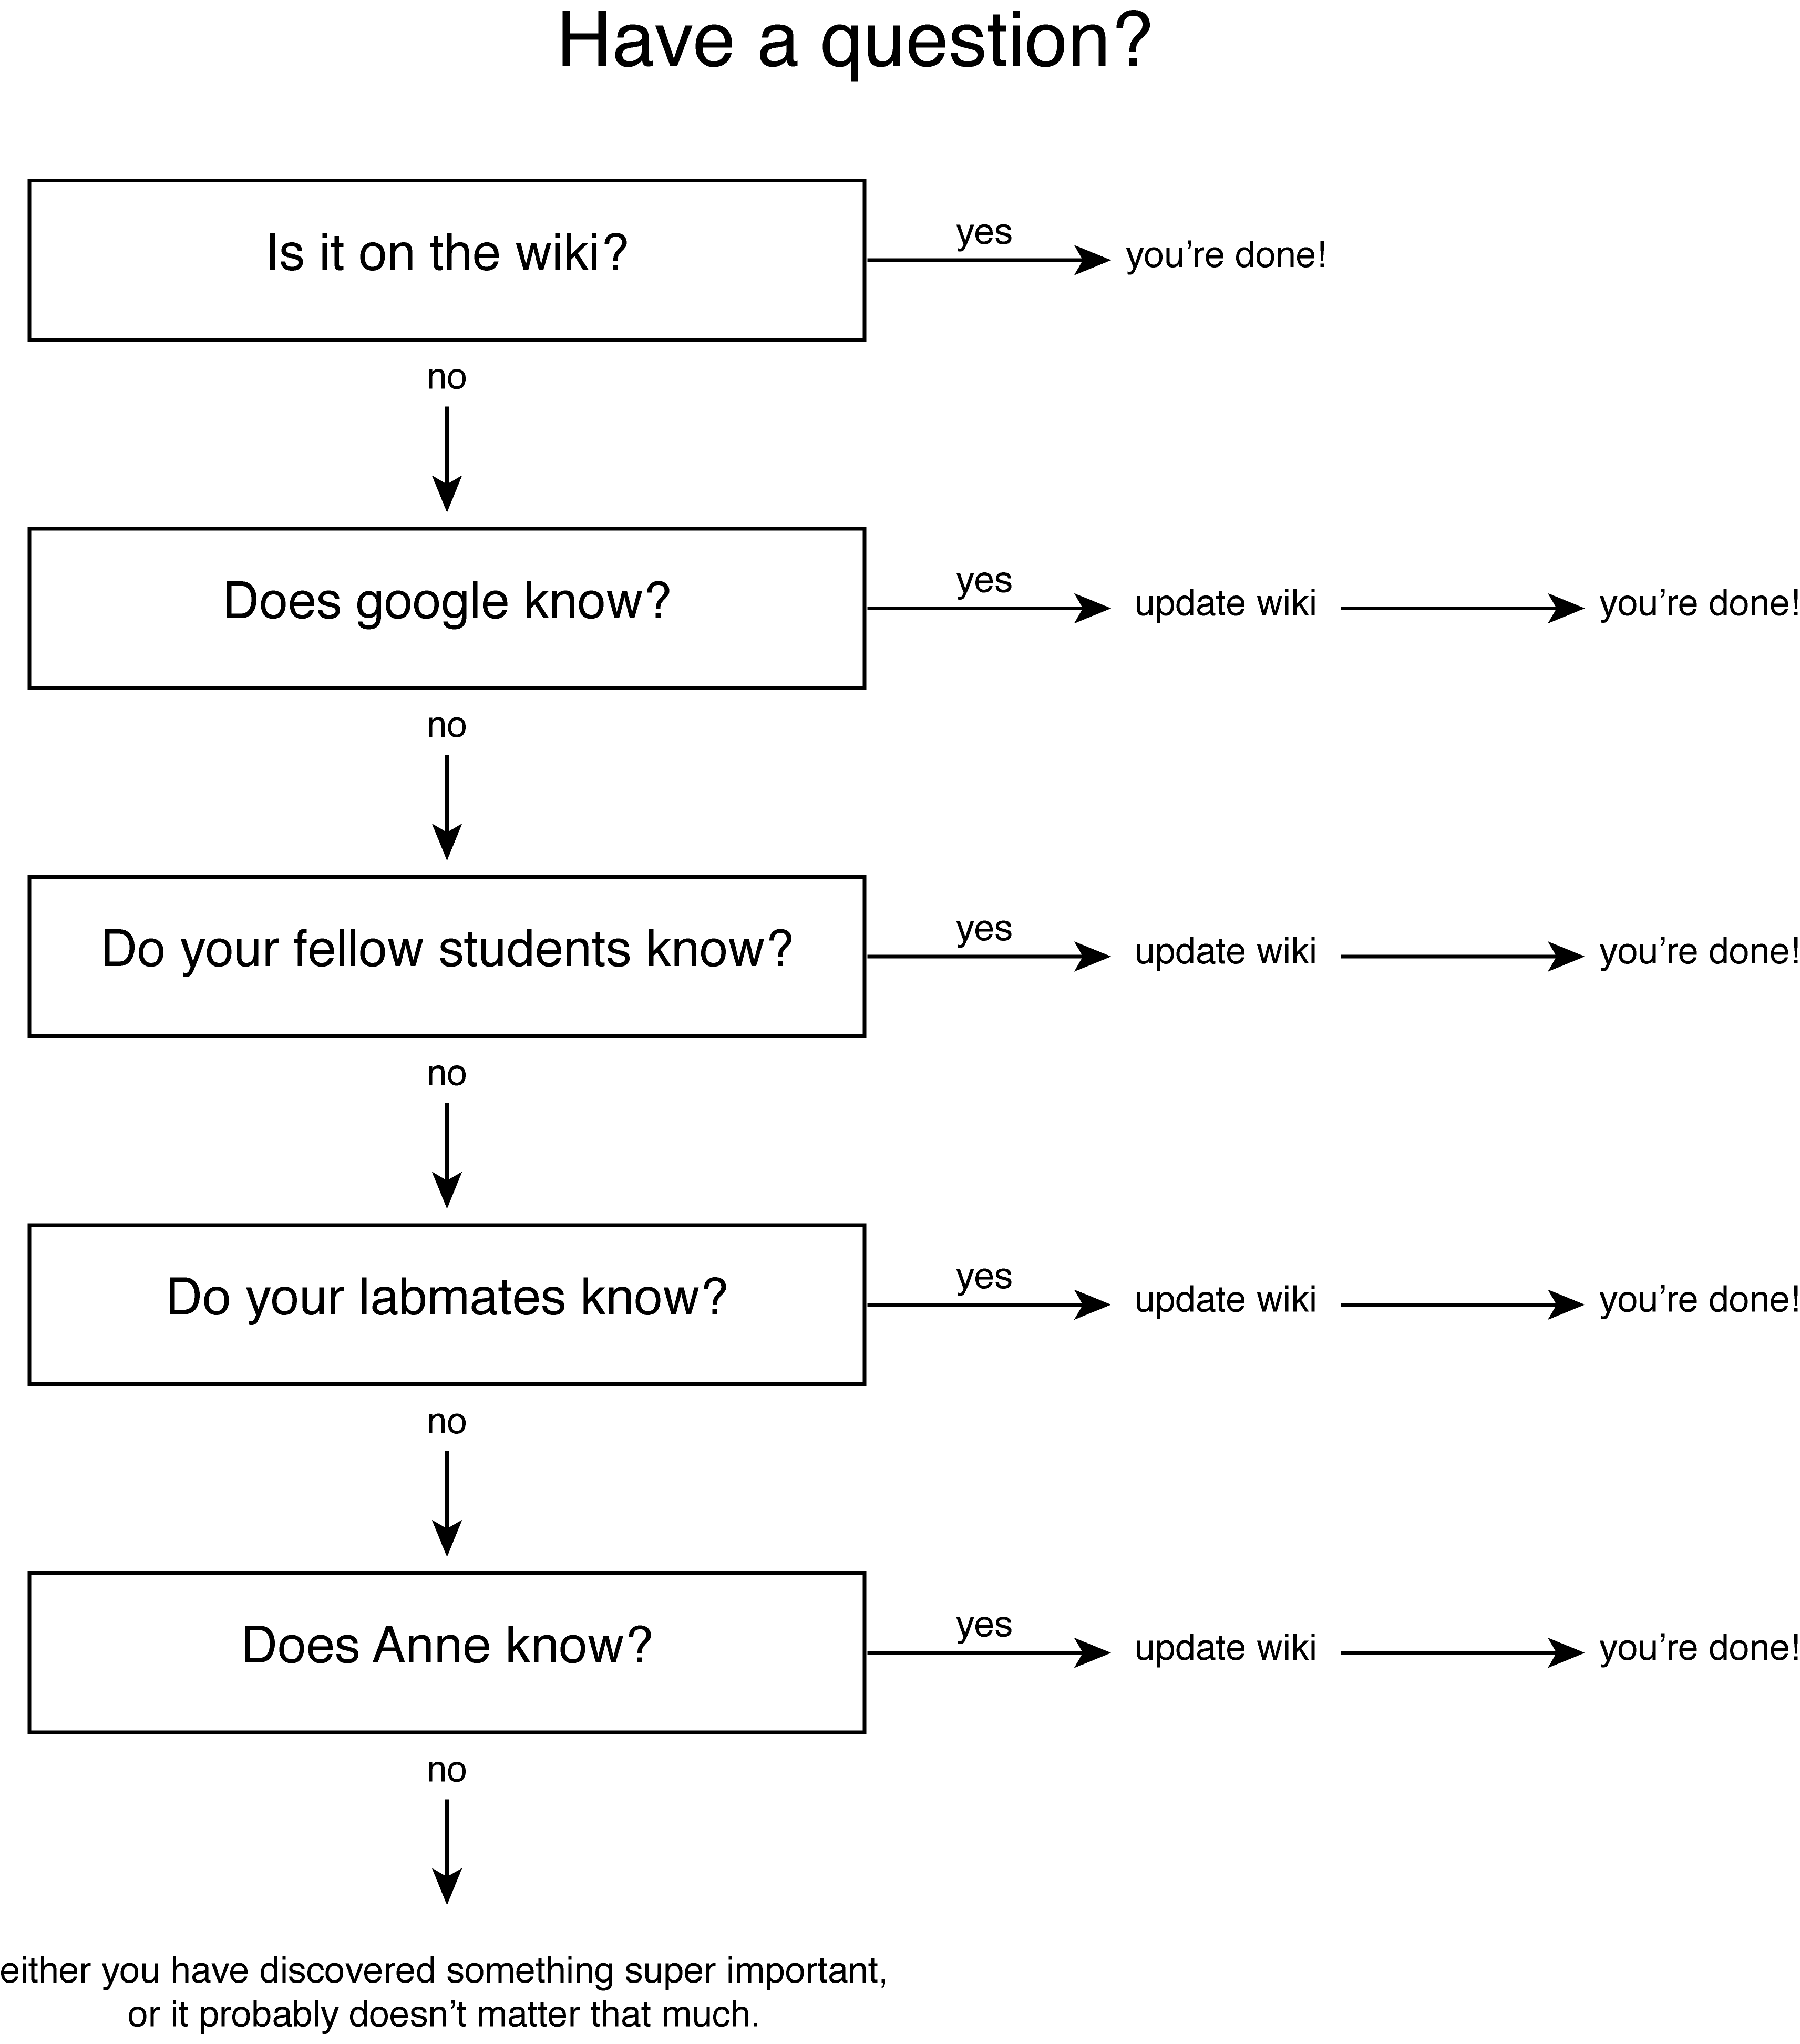 Have a question?
Is it on the wiki?
yes
you’re done!
no
Does google know?
yes
update wiki
you’re done!
no
Do your fellow students know?
yes
update wiki
you’re done!
no
Do your labmates know?
yes
update wiki
you’re done!
no
Does Anne know?
yes
update wiki
you’re done!
no
either you have discovered something super important,
or it probably doesn’t matter that much.